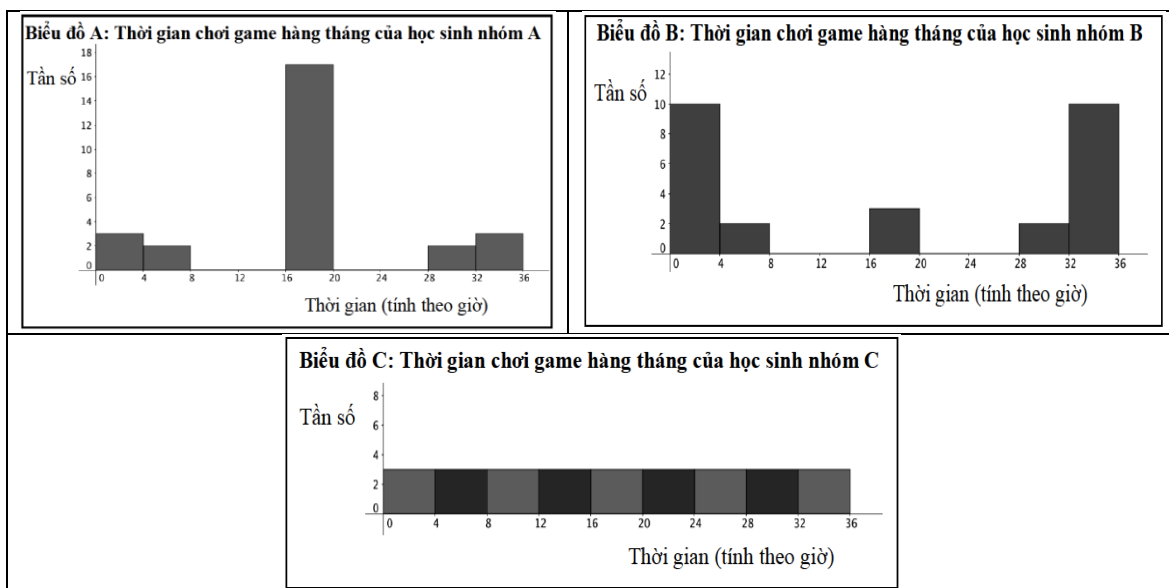 Biểu đồ A: Thời gian chơi game hàng tháng của học sinh nhóm A
18
Tần số 16
14
12
10
8
6
4
2
0
0 4 8 12 16 20 24 28 32 36
Thời gian (tính theo giờ)
Biểu đồ B: Thời gian chơi game hàng tháng của học sinh nhóm B
12
Tần số
10
8
6
4
2
0
0 4 8 12 16 20 24 28 32 36
Thời gian (tính theo giờ)
Biểu đồ C: Thời gian chơi game hàng tháng của học sinh nhóm C
8
Tần số
6
4
2
0
0 4 8 12 16 20 24 28 32 36
Thời gian (tính theo giờ)